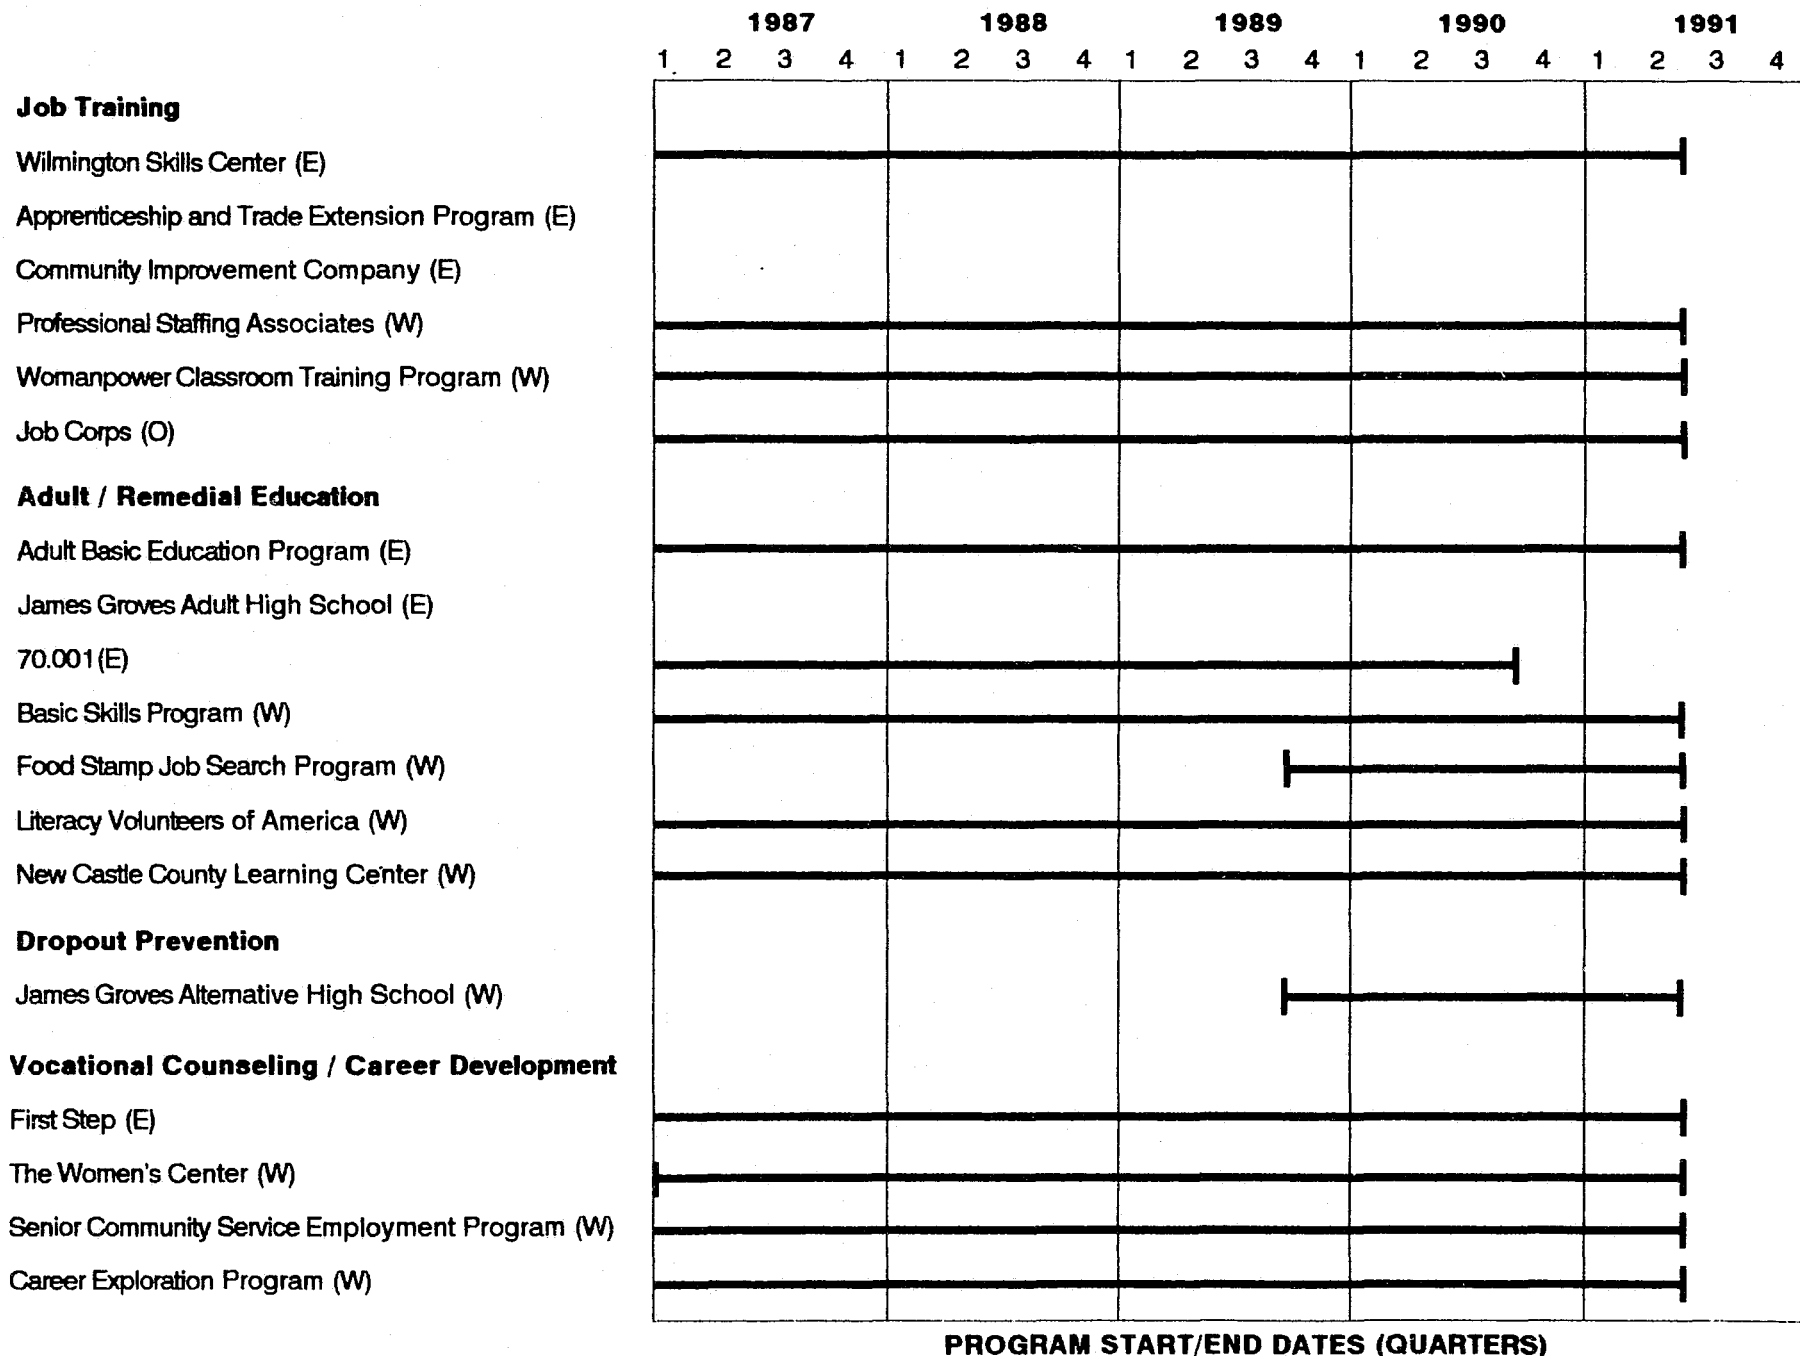 1987 1988 1989 1990 1991
1 2 3 4 1 2 3 4 1 2 3 4 1 2 3 4 1 2 3 4
Job Training
Wilmington Skills Center (E)
Apprenticeship and Trade Extension Program (E)
Community Improvement Company (E)
Professional Staffing Associates (W)
Womanpower Classroom Training Program (W)
Job Corps (O)
Adult / Remedial Education
Adult Basic Education Program (E)
James Groves Adult High School (E)
70.001 (E)
Basic Skills Program (W)
Food Stamp Job Search Program (W)
Literacy Volunteers of America (W)
New Castle County Learning Center (W)
Dropout Prevention
James Groves Alternative High School (W)
Vocational Counseling / Career Development
First Step (E)
The Women's Center (W)
Senior Community Service Employment Program (W)
Career Exploration Program (W)
PROGRAM START/END DATES (QUARTERS)